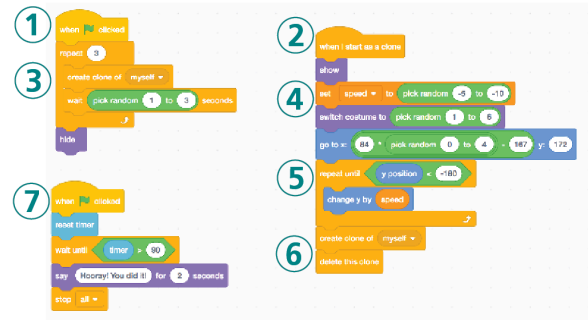 1
when clicked
repeat 3
3
create clone of myself
wait pick random 1 to 3 seconds
hide
2
when I start as a clone
show
4
set speed to pick random -5 to -10
switch costume to pick random 1 to 6
go to x: 84 * pick random 0 to 4 - 167 y: 172
5
repeat until y position < -180
change y by speed
6
create clone of myself
delete this clone
7
when clicked
reset timer
wait until timer > 90
say Hooray! You did it! for 2 seconds
stop all